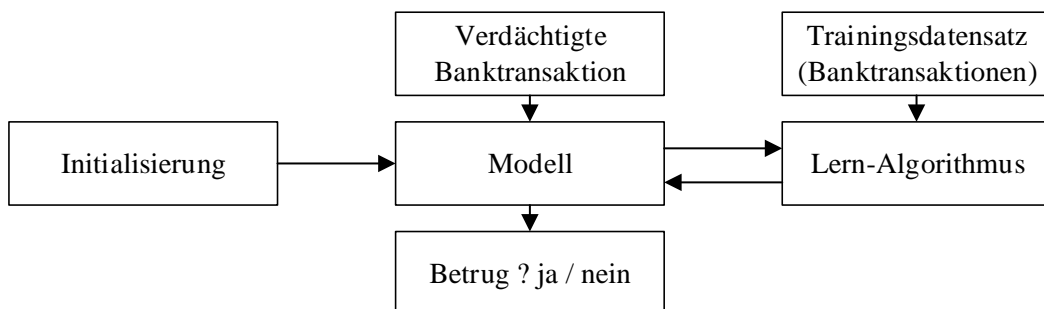 Verdächtigte
Banktransaktion
Trainingsdatensatz
(Banktransaktionen)
Initialisierung
Modell
Lern-Algorithmus
Betrug ? ja / nein